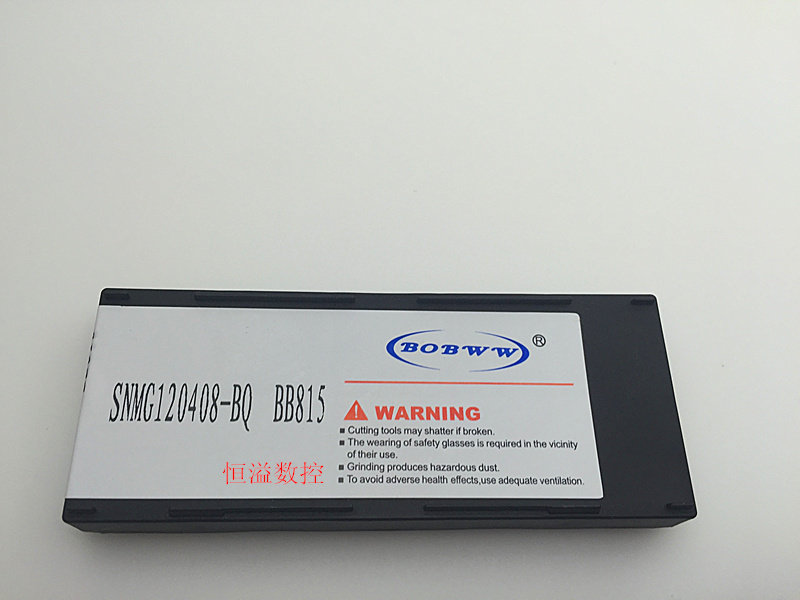 BOBWW®
SNMG120408-BQ BB815
WARNING
■ Cutting tools may shatter if broken.
■ The wearing of safety glasses is required in the vicinity
of their use.
■ Grinding produces hazardous dust.
■ To avoid adverse health effects,use adequate ventilation.
恒溢数控